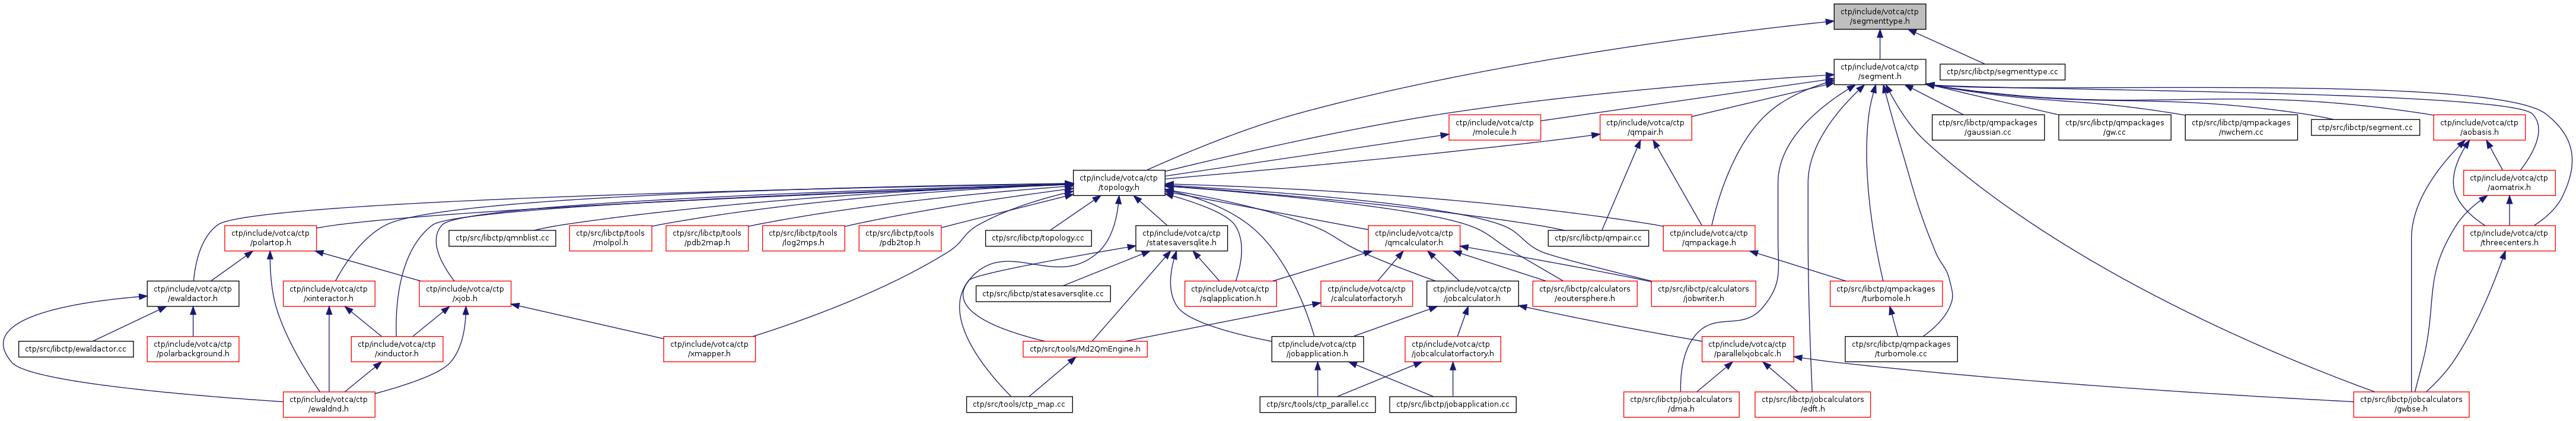 ctp/include/votca/ctp
/segmenttype.h
ctp/include/votca/ctp
/segment.h
ctp/src/libctp/segmenttype.cc
ctp/include/votca/ctp
/molecule.h
ctp/include/votca/ctp
/qmpair.h
ctp/src/libctp/qmpackages
/gaussian.cc
ctp/src/libctp/qmpackages
/gw.cc
ctp/src/libctp/qmpackages
/nwchem.cc
ctp/src/libctp/segment.cc
ctp/include/votca/ctp
/aobasis.h
ctp/include/votca/ctp
/topology.h
ctp/include/votca/ctp
/aomatrix.h
ctp/include/votca/ctp
/polartop.h
ctp/src/libctp/qmnblist.cc
ctp/src/libctp/tools
/molpol.h
ctp/src/libctp/tools
/pdb2map.h
ctp/src/libctp/tools
/log2mps.h
ctp/src/libctp/tools
/pdb2top.h
ctp/src/libctp/topology.cc
ctp/include/votca/ctp
/statesaversqlite.h
ctp/include/votca/ctp
/qmcalculator.h
ctp/src/libctp/qmpair.cc
ctp/include/votca/ctp
/qmpackage.h
ctp/include/votca/ctp
/threecenters.h
ctp/include/votca/ctp
/ewaldactor.h
ctp/include/votca/ctp
/xinteractor.h
ctp/include/votca/ctp
/xjob.h
ctp/src/libctp/statesaversqlite.cc
ctp/include/votca/ctp
/sqlapplication.h
ctp/include/votca/ctp
/calculatorfactory.h
ctp/include/votca/ctp
/jobcalculator.h
ctp/src/libctp/calculators
/eoutersphere.h
ctp/src/libctp/calculators
/jobwriter.h
ctp/src/libctp/qmpackages
/turbomole.h
ctp/src/libctp/ewaldactor.cc
ctp/include/votca/ctp
/polarbackground.h
ctp/include/votca/ctp
/xinductor.h
ctp/include/votca/ctp
/xmapper.h
ctp/src/tools/Md2QmEngine.h
ctp/include/votca/ctp
/jobapplication.h
ctp/include/votca/ctp
/jobcalculatorfactory.h
ctp/include/votca/ctp
/parallelxjobcalc.h
ctp/src/libctp/qmpackages
/turbomole.cc
ctp/include/votca/ctp
/ewaldnd.h
ctp/src/tools/ctp_map.cc
ctp/src/tools/ctp_parallel.cc
ctp/src/libctp/jobapplication.cc
ctp/src/libctp/jobcalculators
/dma.h
ctp/src/libctp/jobcalculators
/edft.h
ctp/src/libctp/jobcalculators
/gwbse.h